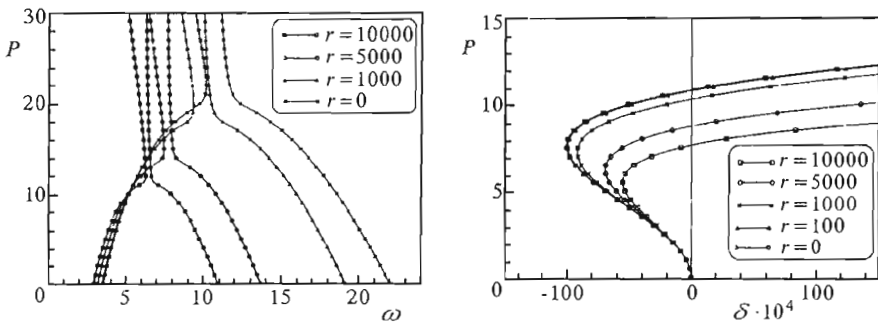 30
P
20
10
0
5
10
15
20
ω
r = 10000
r = 5000
r = 1000
r = 0
15
P
10
5
0
-100
0
100
δ · 10⁴
r = 10000
r = 5000
r = 1000
r = 100
r = 0